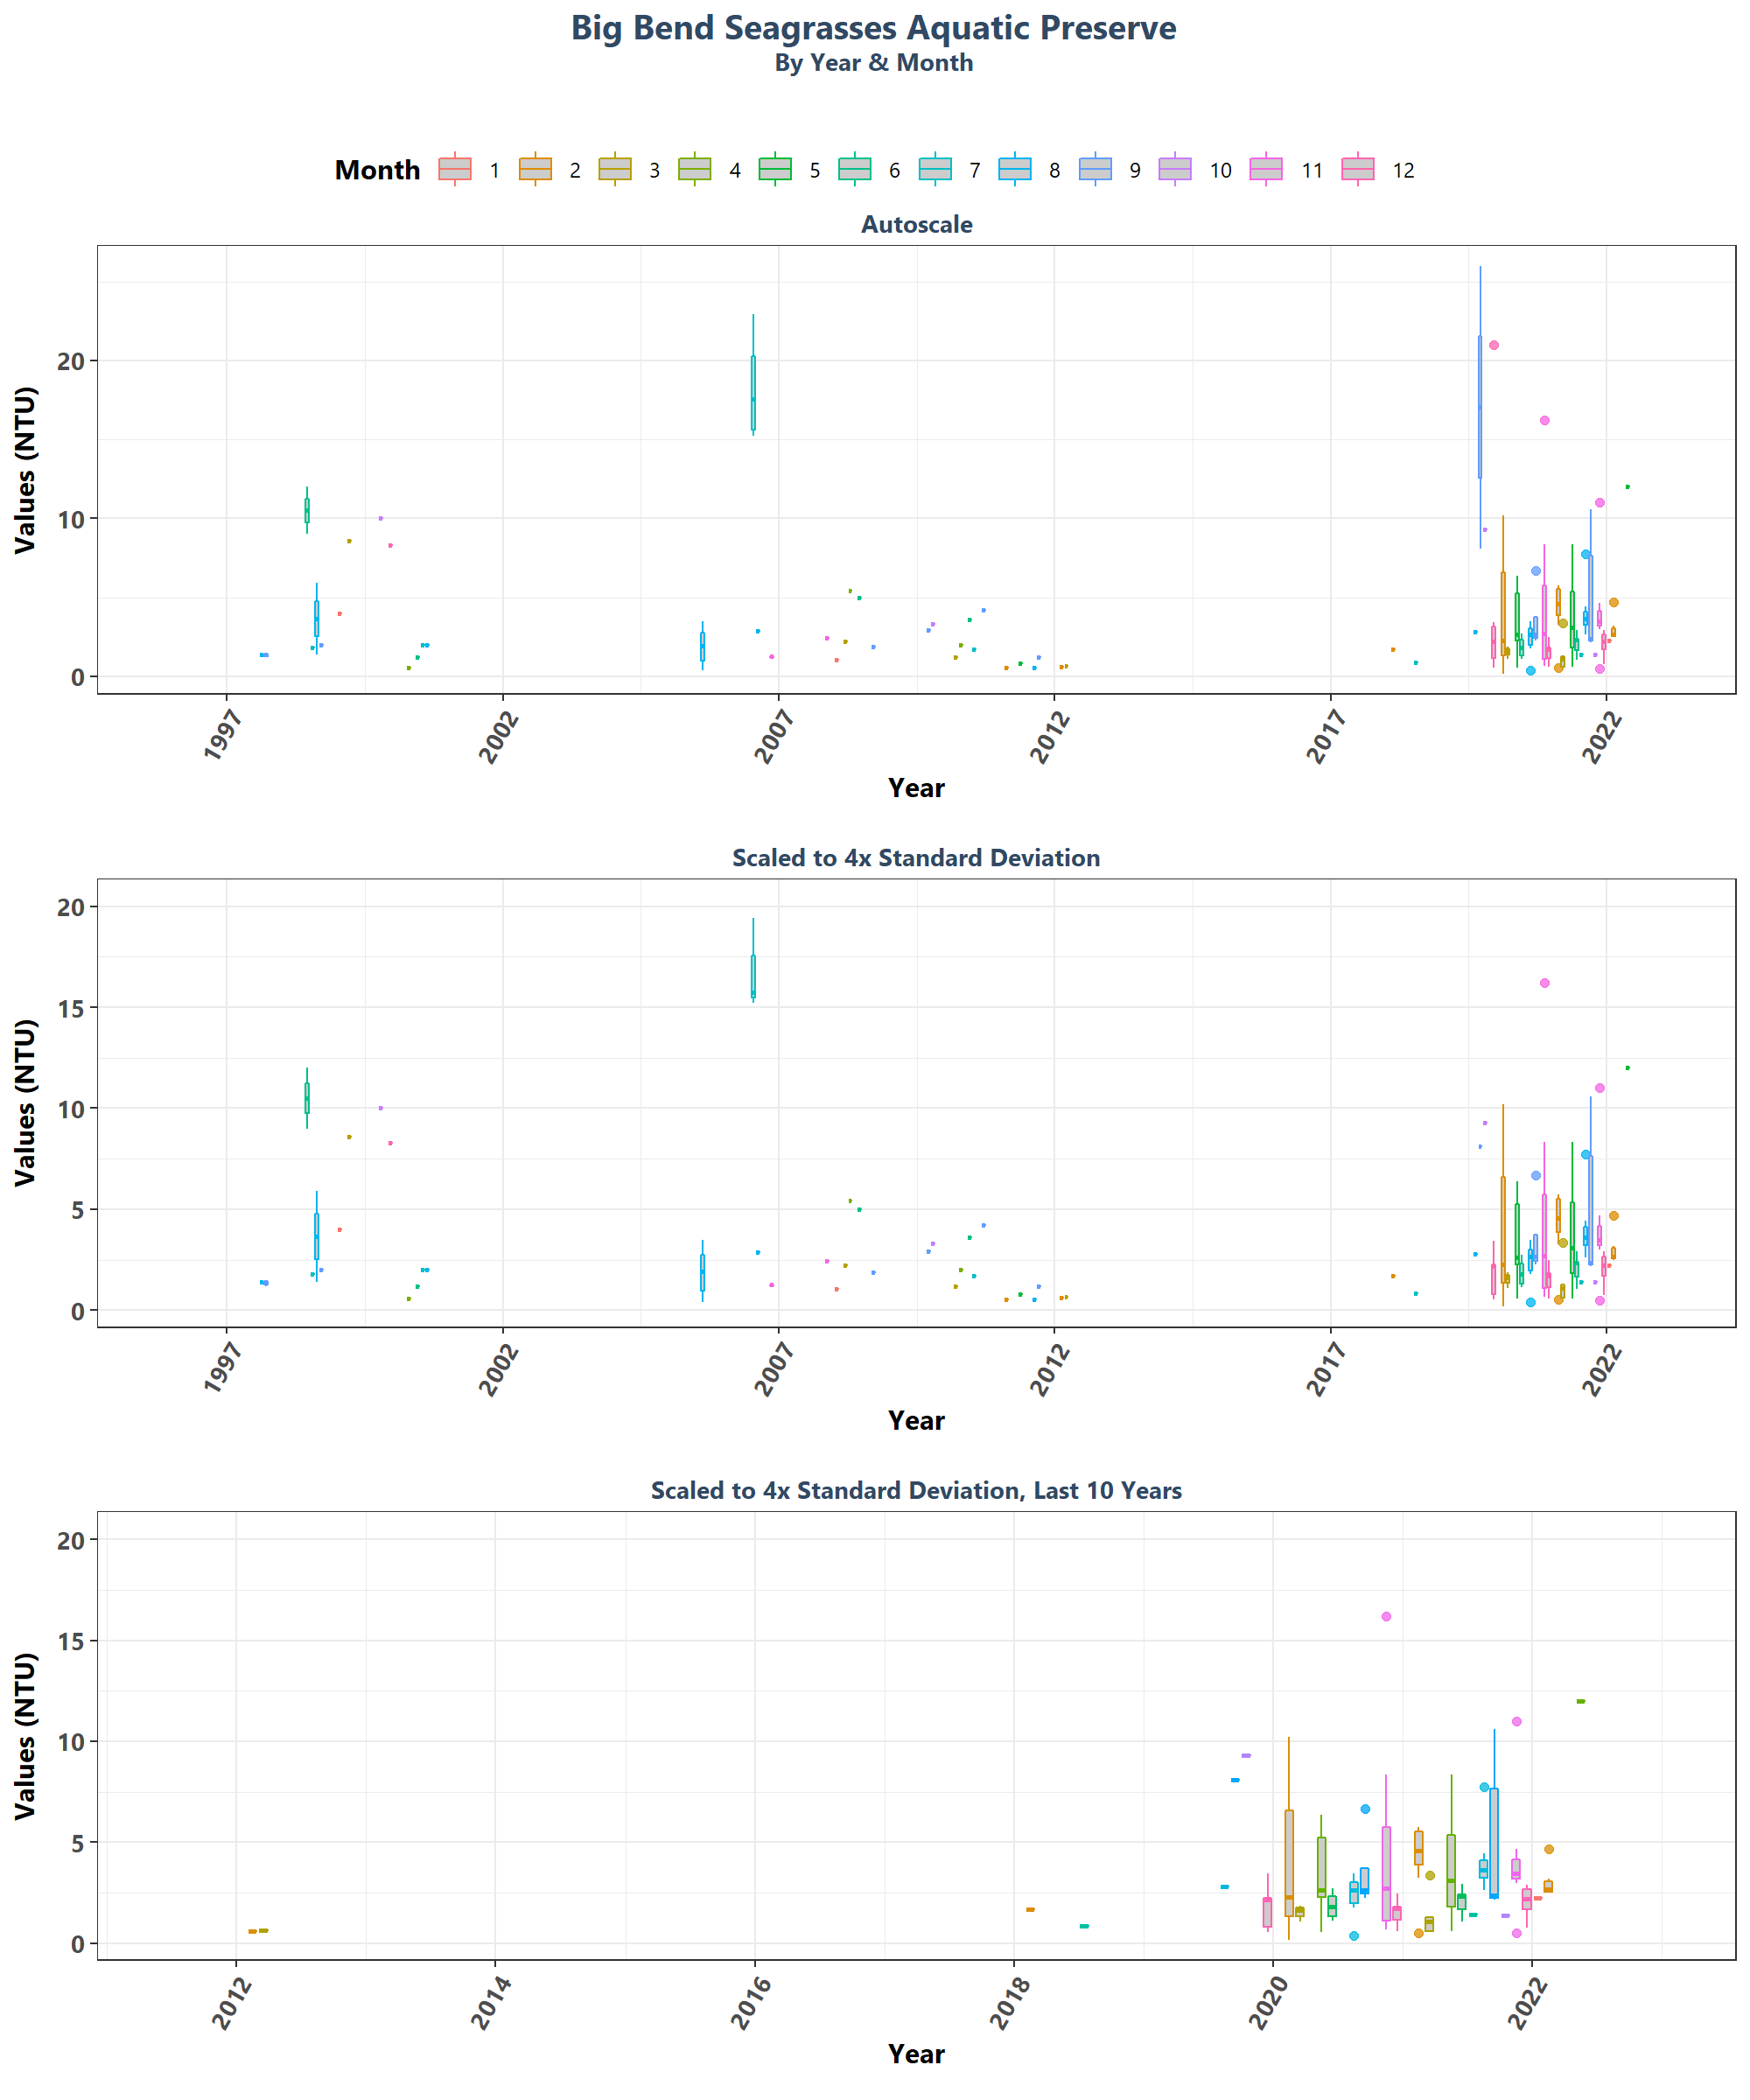 Big Bend Seagrasses Aquatic Preserve
By Year & Month
Month 1 2 3 4 5 6 7 8 9 10 11 12
Autoscale
Values (NTU)
20
10
0
1997 2002 2007 2012 2017 2022
Year
Scaled to 4x Standard Deviation
Values (NTU)
20
15
10
5
0
1997 2002 2007 2012 2017 2022
Year
Scaled to 4x Standard Deviation, Last 10 Years
Values (NTU)
20
15
10
5
0
2012 2014 2016 2018 2020 2022
Year